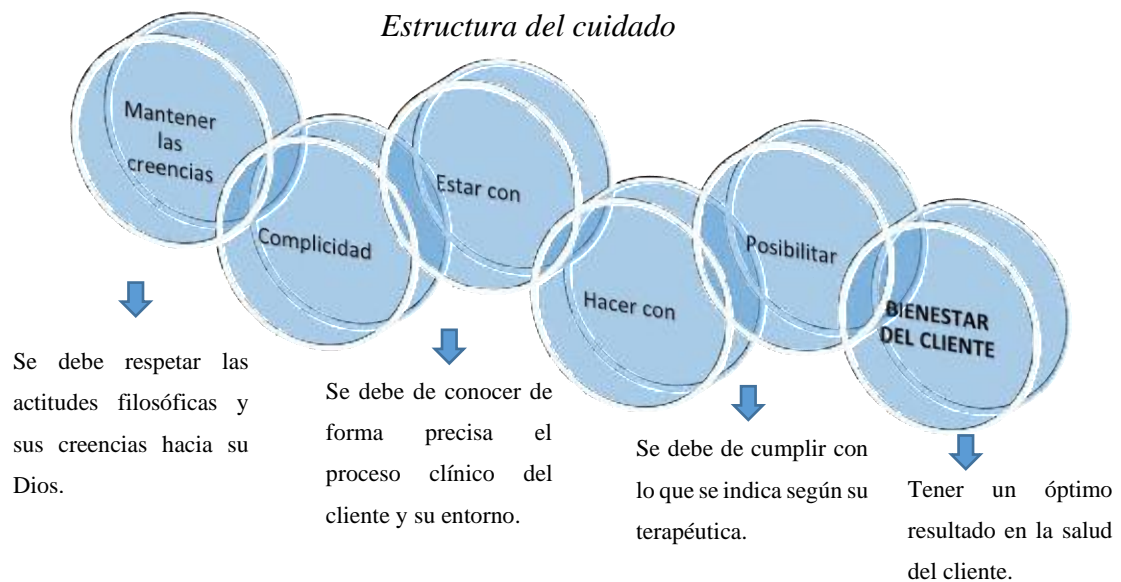 Estructura del cuidado
Mantener
las
creencias
Complicidad
Estar con
Hacer con
Posibilitar
BIENESTAR
DEL CLIENTE
Se debe respetar las
actitudes filosóficas y
sus creencias hacia su
Dios.
Se debe de conocer de
forma precisa el
proceso clínico del
cliente y su entorno.
Se debe de cumplir con
lo que se indica según su
terapéutica.
Tener un óptimo
resultado en la salud
del cliente.